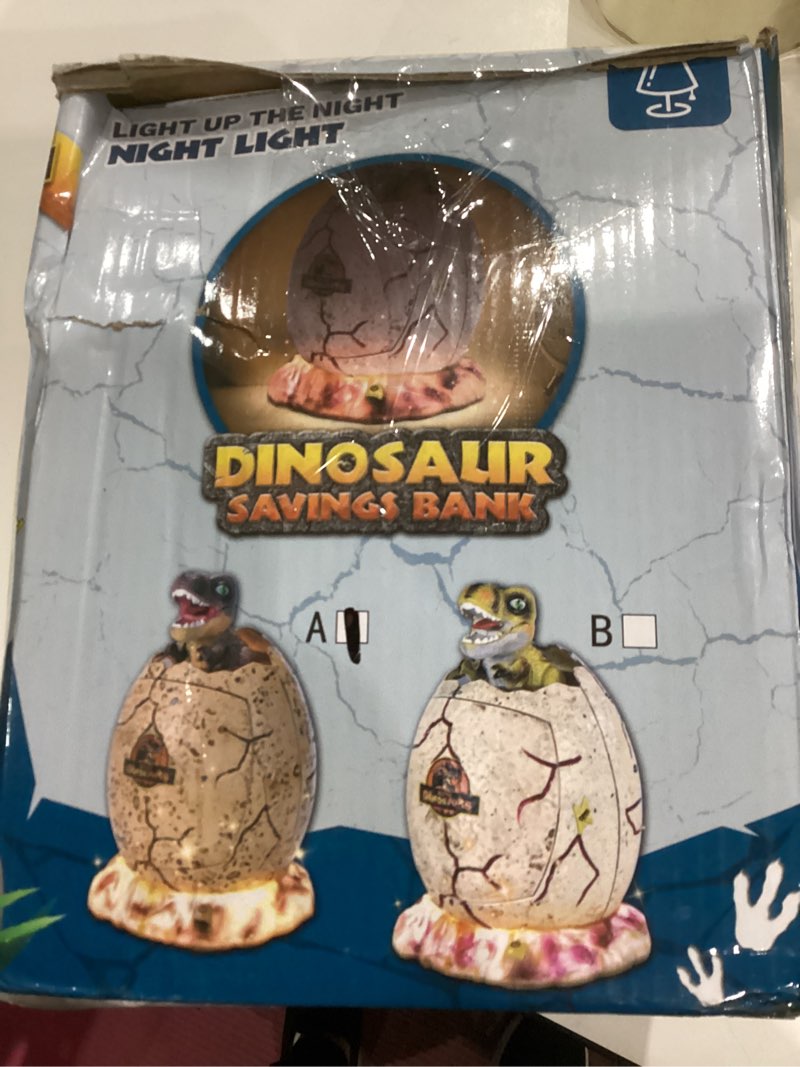 LIGHT UP THE NIGHT
NIGHT LIGHT
DINOSAUR
SAVINGS BANK
A
B